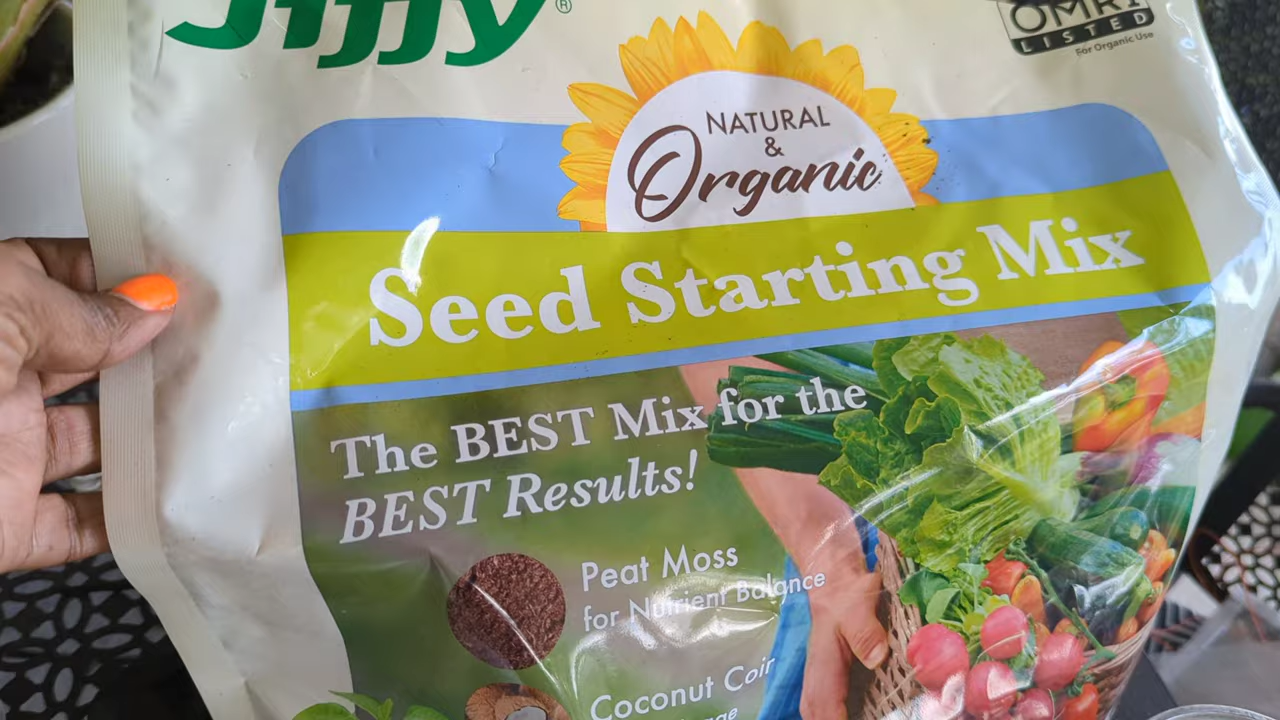 Jiffy®
OMRI
LISTED
For Organic Use
NATURAL
&
Organic
Seed Starting Mix
The BEST Mix for the
BEST Results!
Peat Moss
for Nutrient Balance
Coconut Coir